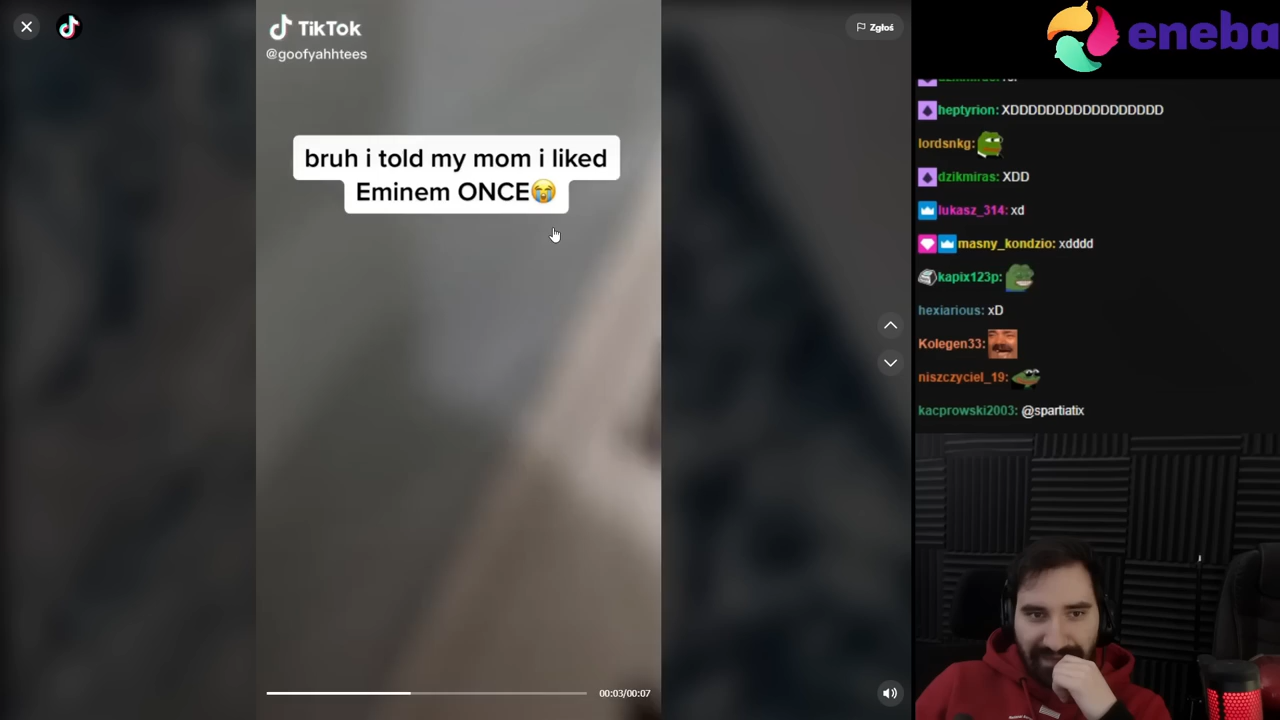 TikTok
@goofyahhtees
Zgłoś
bruh i told my mom i liked
Eminem ONCE😭
00:03/00:07
eneba
heptyrion: XDDDDDDDDDDDDDDDDD
lordsnkg:
dzikmiras: XDD
lukasz_314: xd
masny_kondzio: xdddd
kapix123p:
hexiarious: xD
Kolegen33:
niszczyciel_19:
kacprowski2003: @spartiatix